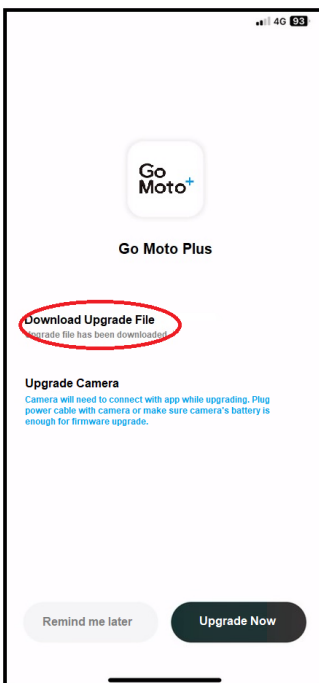 4G 93
Go
Moto+
Go Moto Plus
Download Upgrade File
Upgrade file has been downloaded.
Upgrade Camera
Camera will need to connect with app while upgrading. Plug
power cable with camera or make sure camera's battery is
enough for firmware upgrade.
Remind me later
Upgrade Now